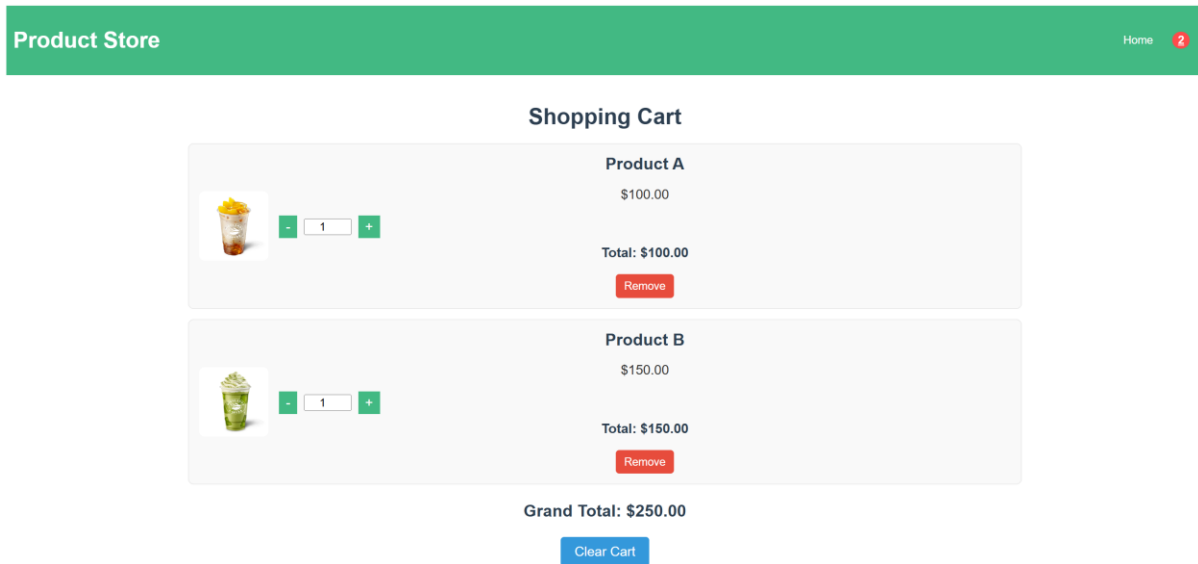 Product Store
Home 2
Shopping Cart
Product A
$100.00
- 1 +
Total: $100.00
Remove
Product B
$150.00
- 1 +
Total: $150.00
Remove
Grand Total: $250.00
Clear Cart